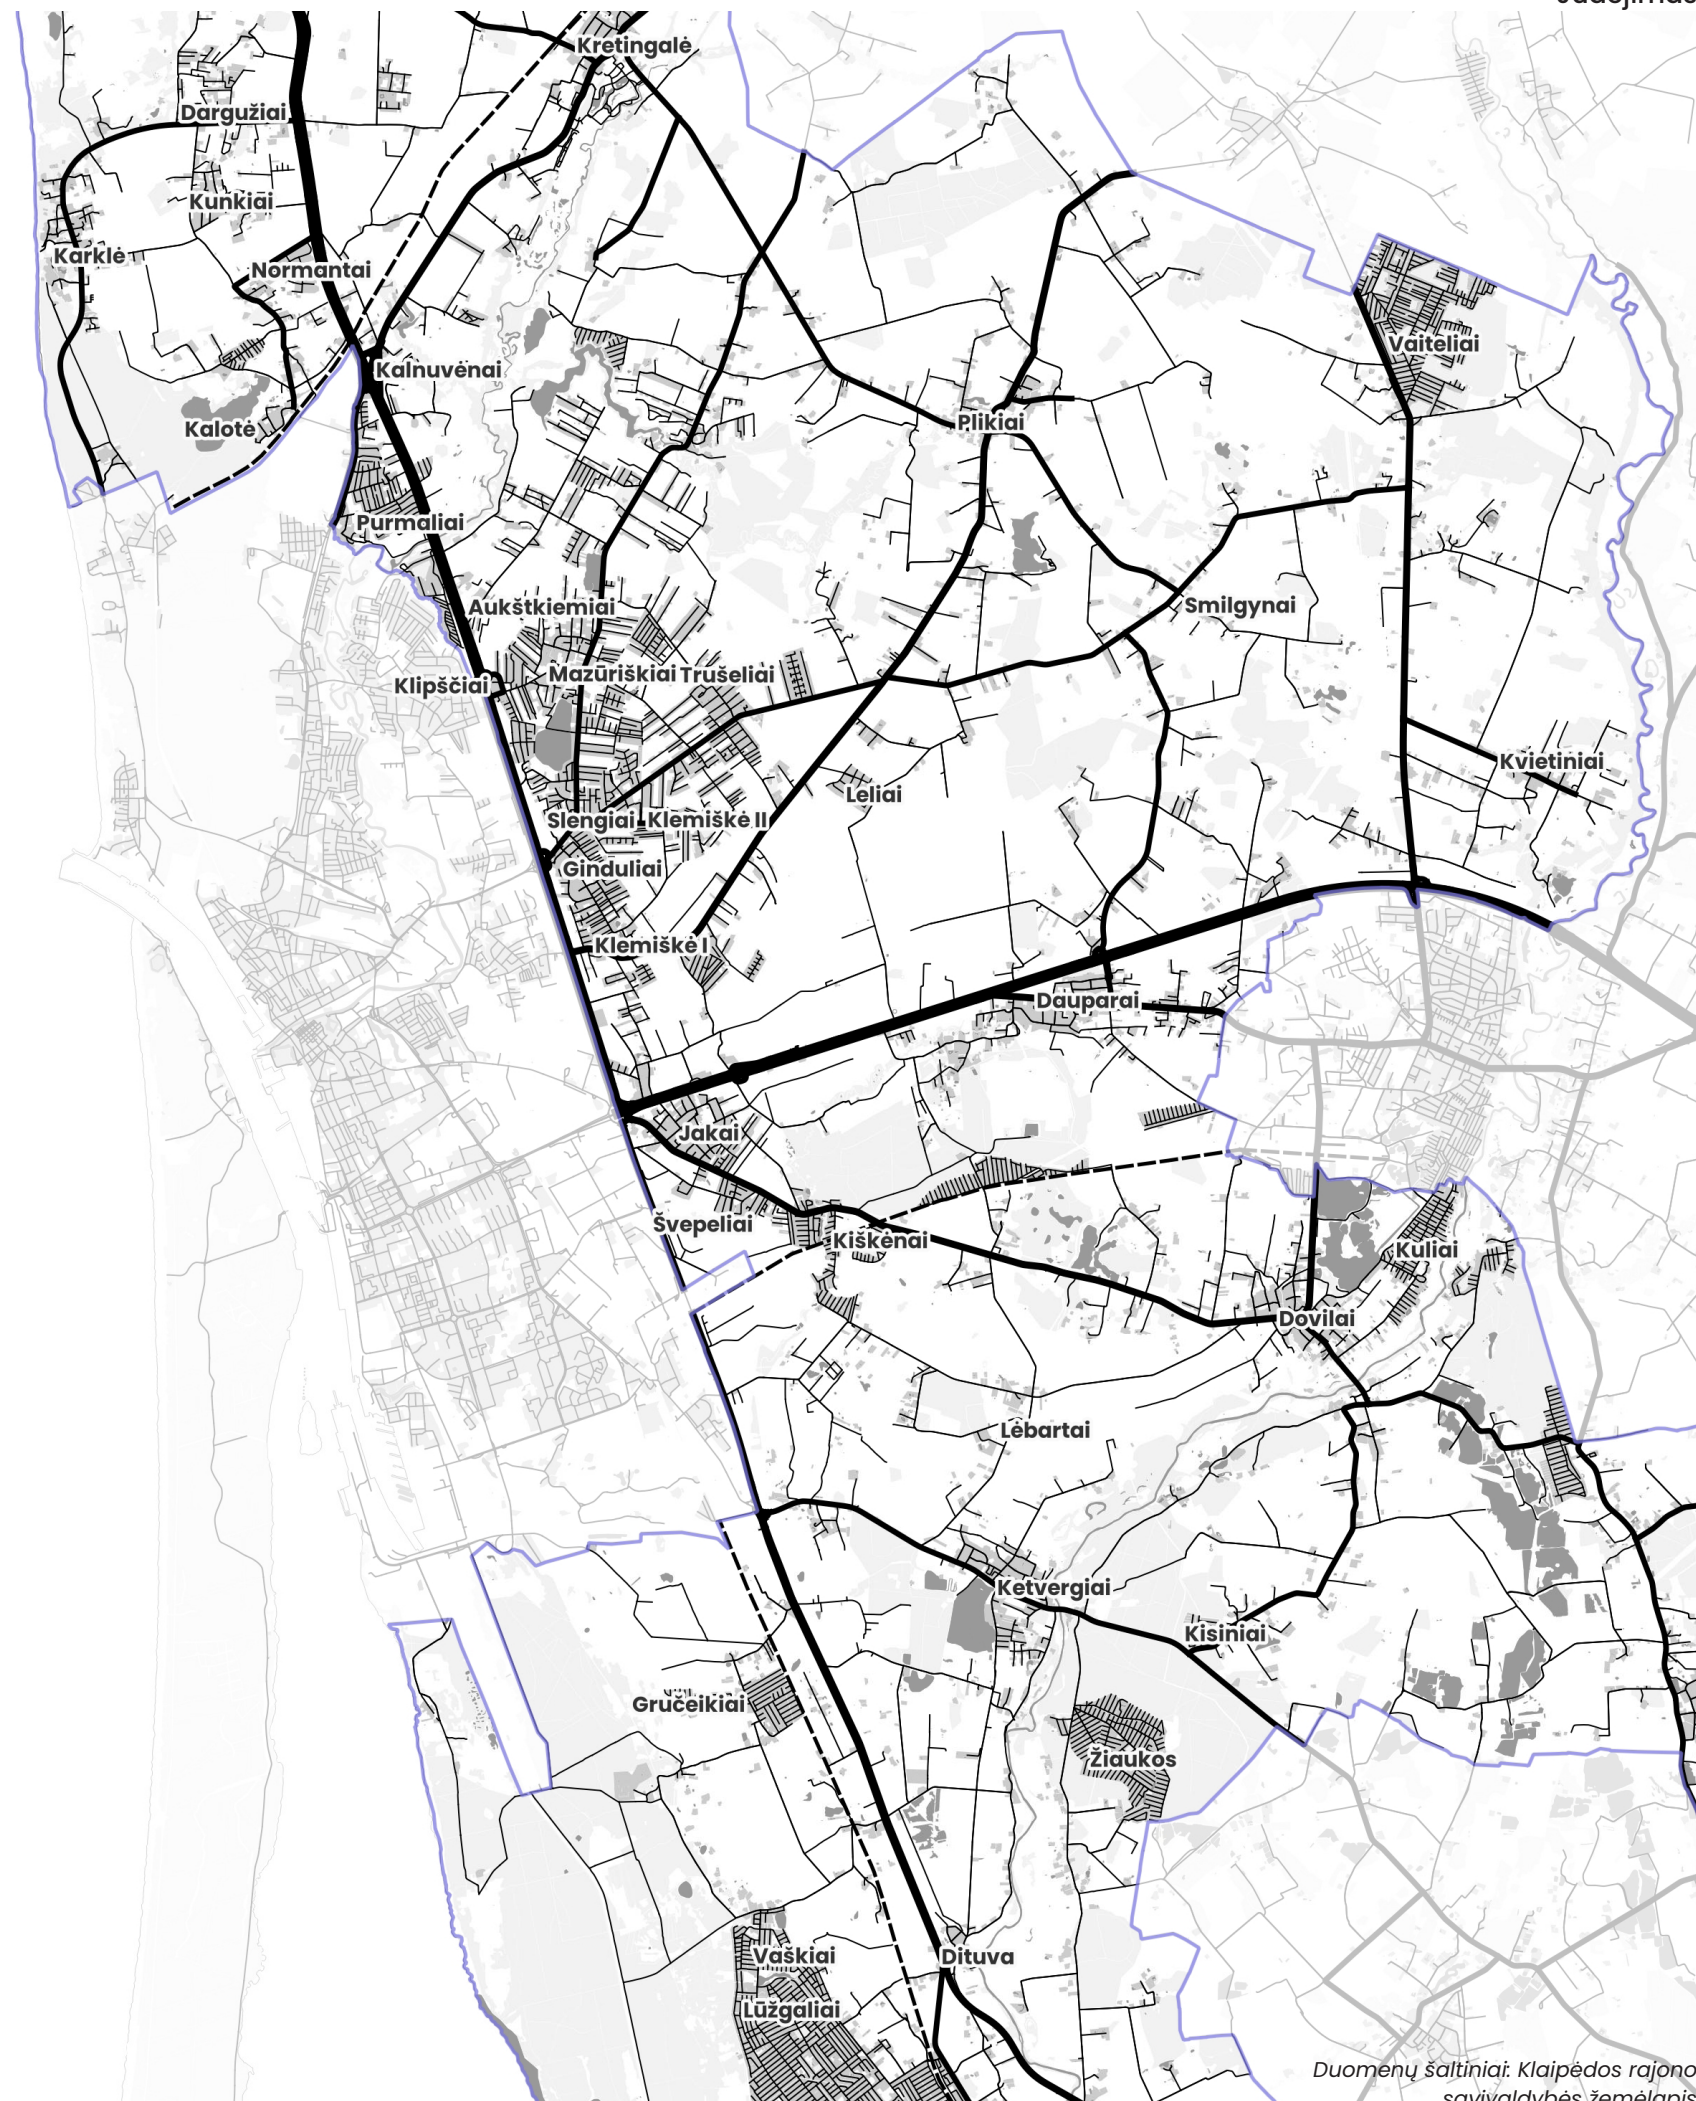 Kretingalė
Dargužiai
Kunkiai
Karklė
Normantai
Vaiteliai
Kalnuvėnai
Kalotė
Plikiai
Purmaliai
Aukštkiemiai
Smilgynai
Mazūriškiai
Trušeliai
Klipščiai
Kvietiniai
Leliai
Slengiai
Klemiškė II
Ginduliai
Klemiškė I
Dauparai
Jakai
Švepeliai
Kiškėnai
Kuliai
Dovilai
Lėbartai
Ketvergiai
Kisiniai
Gručeikiai
Žiaukos
Vaškiai
Dituva
Lūžgaliai
Duomenų šaltiniai: Klaipėdos rajono
savivaldybės žemėlapis